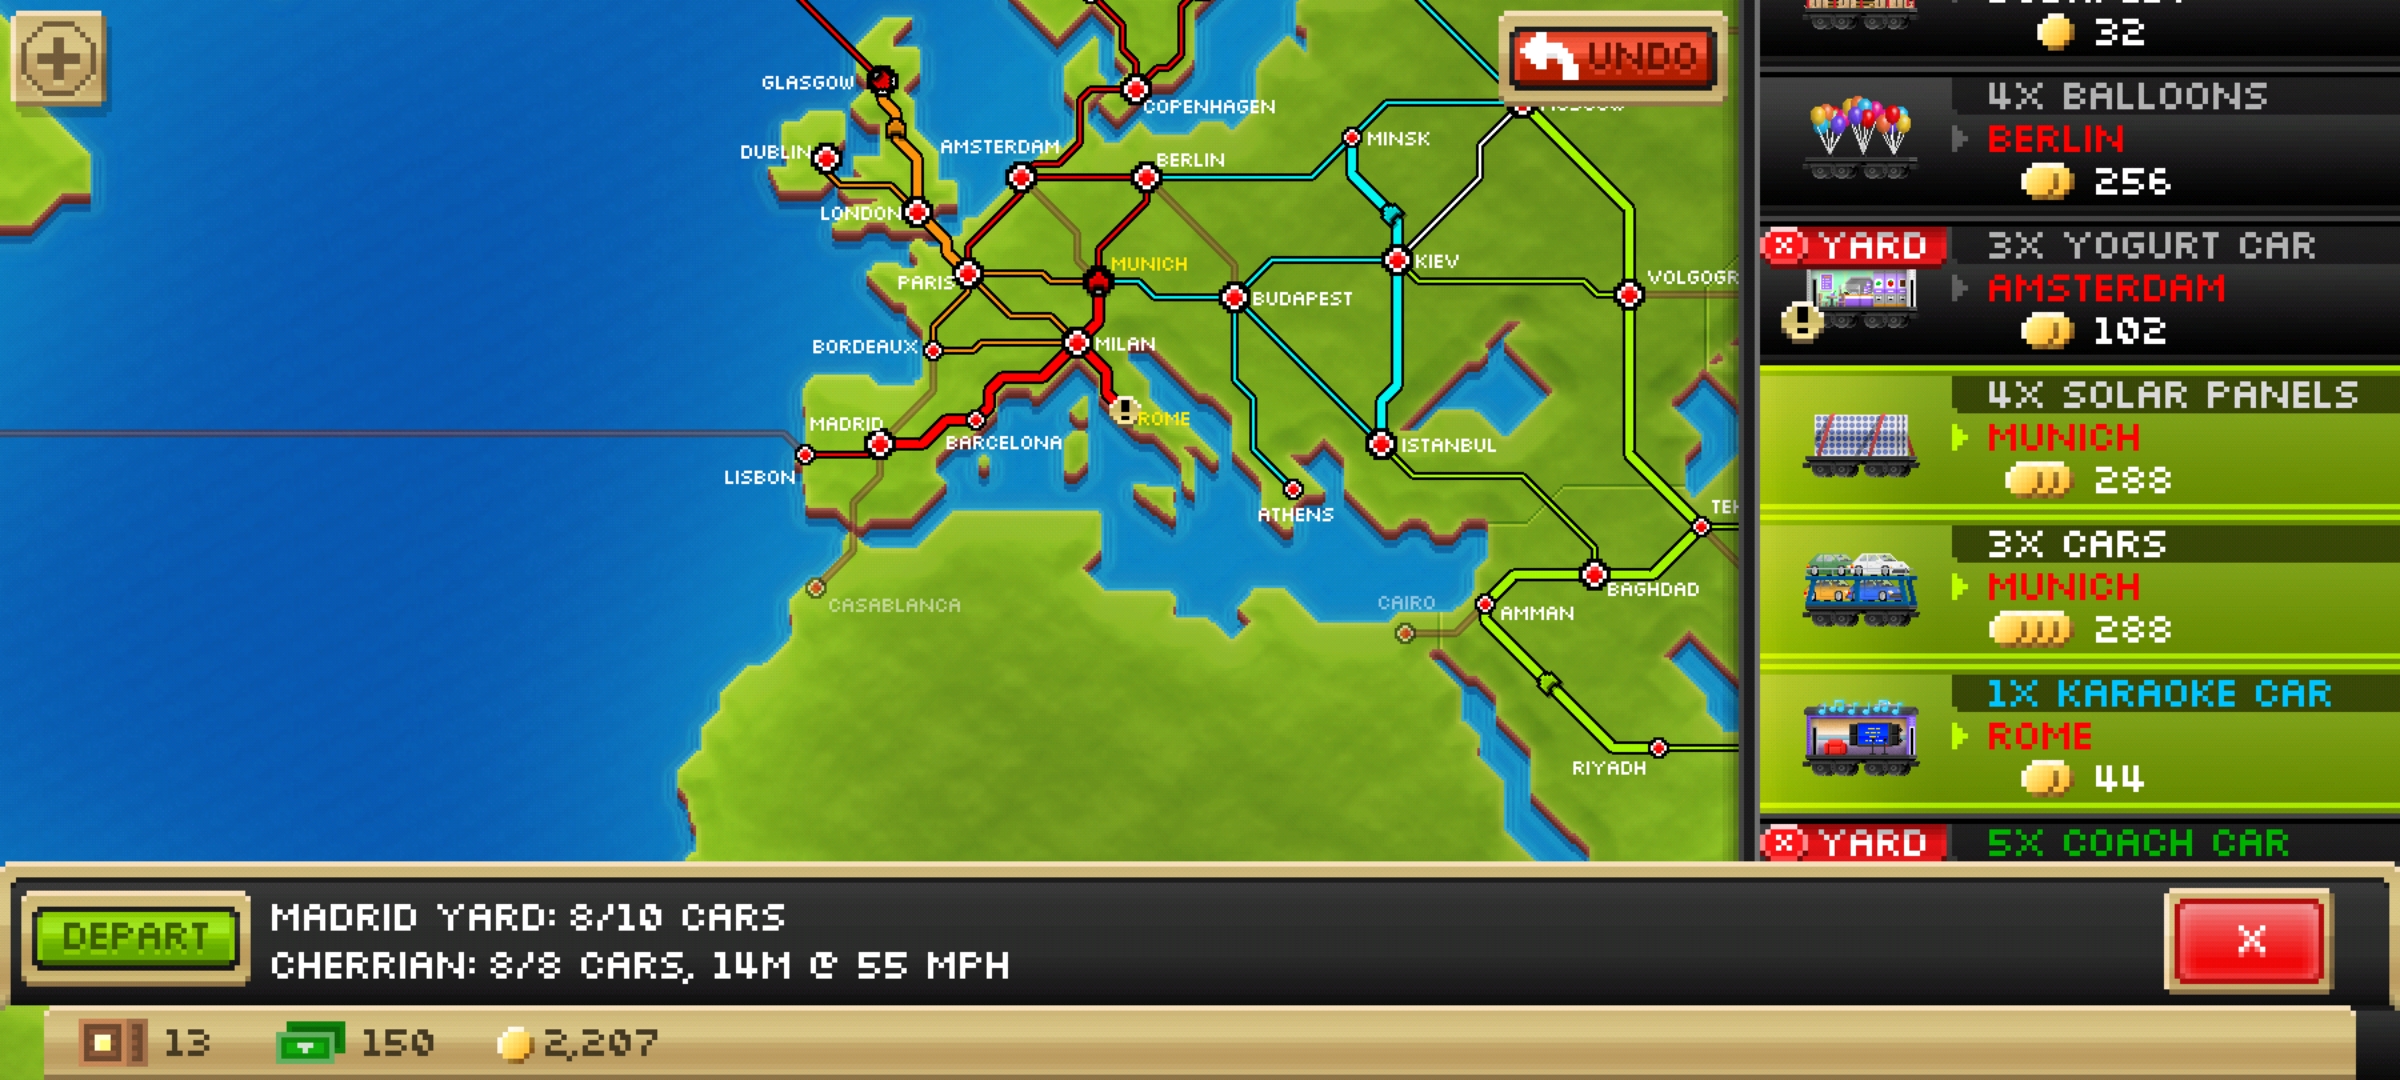 UNDO
GLASGOW
COPENHAGEN
MOSCOW
DUBLIN
AMSTERDAM
BERLIN
MINSK
LONDON
PARIS
MUNICH
KIEV
BUDAPEST
BORDEAUX
MILAN
MADRID
ROME
BARCELONA
ISTANBUL
LISBON
ATHENS
CASABLANCA
CAIRO
AMMAN
BAGHDAD
RIYADH
32
4X BALLOONS
BERLIN
256
YARD
3X YOGURT CAR
AMSTERDAM
102
4X SOLAR PANELS
MUNICH
288
3X CARS
MUNICH
288
1X KARAOKE CAR
ROME
44
YARD
5X COACH CAR
DEPART
MADRID YARD: 8/10 CARS
CHERRIAN: 8/8 CARS, 14M @ 55 MPH
X
13
150
2,207